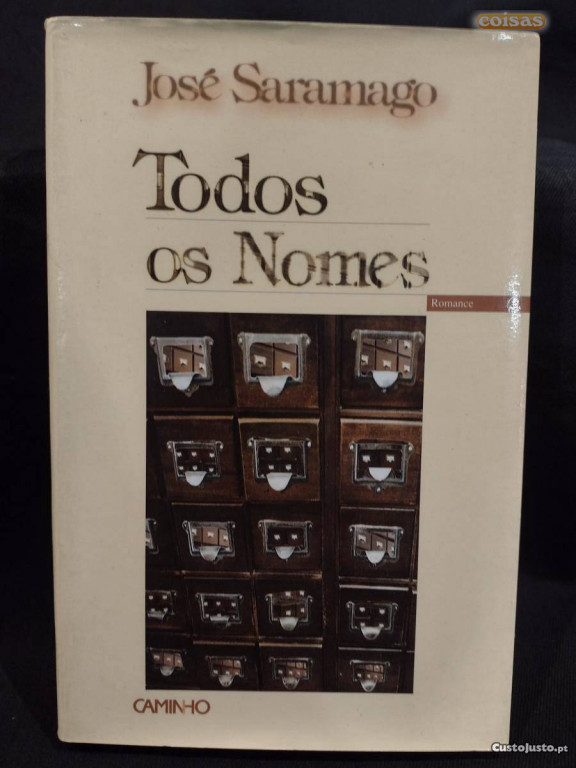 coisas
José Saramago
Todos
os Nomes
Romance
CAMINHO
CustoJusto.pt